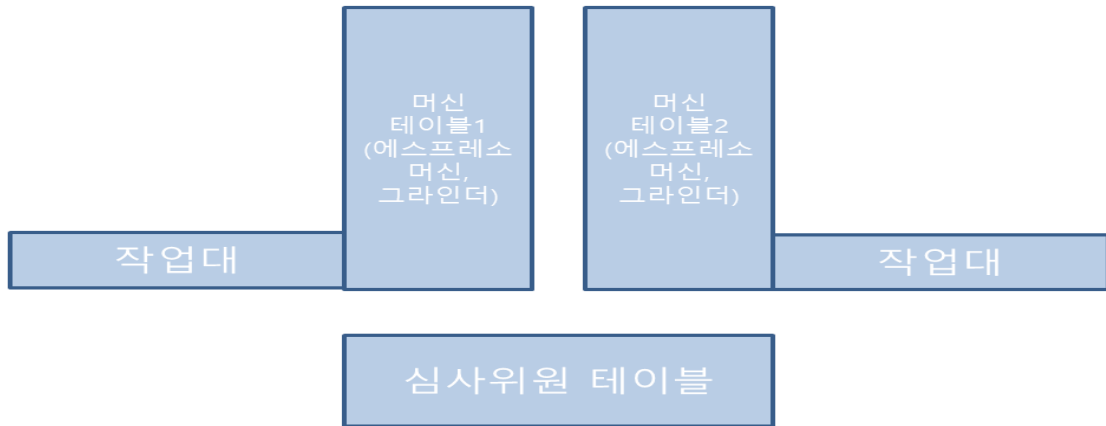 머신
테이블1
(에스프레소
머신,
그라인더)
머신
테이블2
(에스프레소
머신,
그라인더)
작업대
작업대
심사위원 테이블